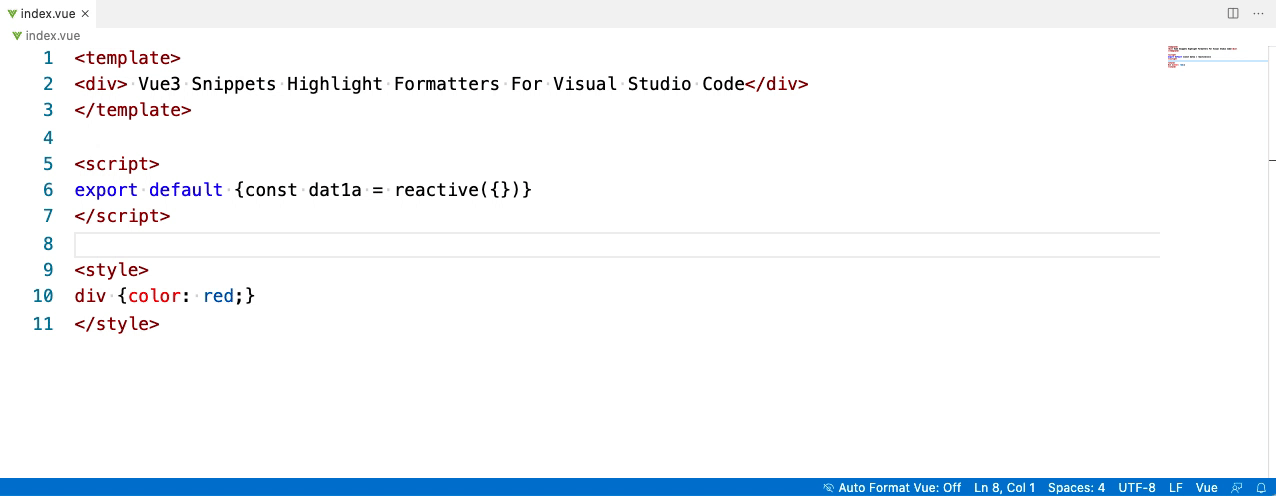 index.vue
index.vue
1 <template>
2 <div> Vue3 Snippets Highlight Formatters For Visual Studio Code</div>
3 </template>
4
5 <script>
6 export default {const dat1a = reactive({})}
7 </script>
8
9 <style>
10 div {color: red;}
11 </style>
Auto Format Vue: Off Ln 8, Col 1 Spaces: 4 UTF-8 LF Vue